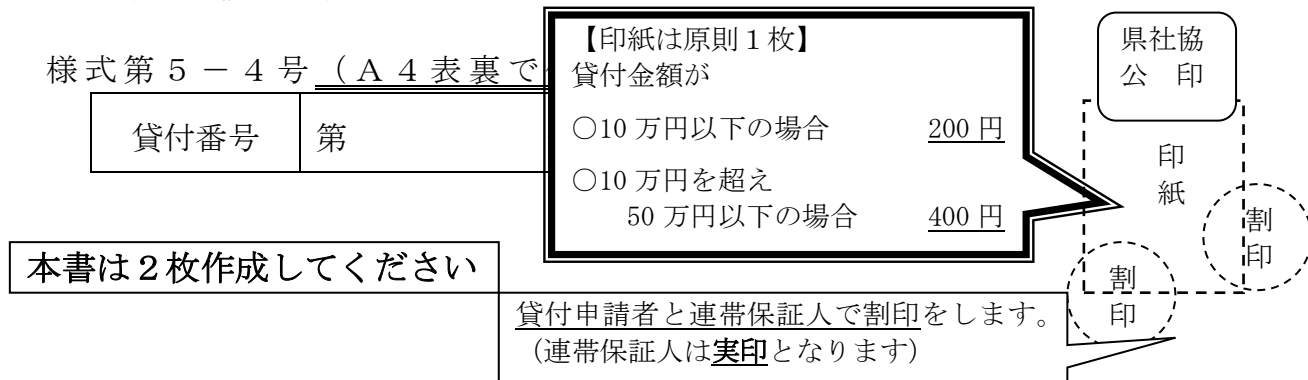 様式第５－４号（Ａ４表裏で
貸付番号
第
【印紙は原則１枚】
貸付金額が
○10 万円以下の場合 200 円
○10 万円を超え
50 万円以下の場合 400 円
県社協
公 印
印
紙
割
印
割
印
本書は２枚作成してください
貸付申請者と連帯保証人で割印をします。
（連帯保証人は実印となります）